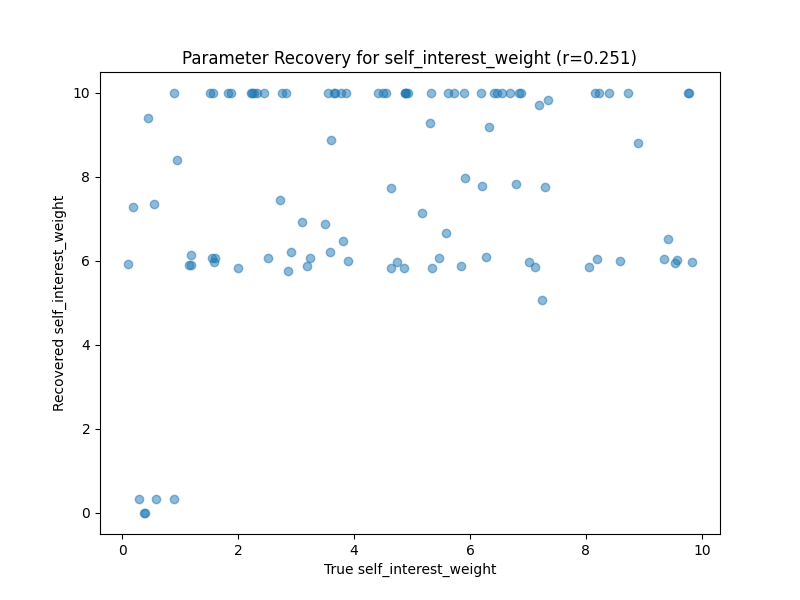 Parameter Recovery for self_interest_weight (r=0.251)
10
8
6
4
2
0
Recovered self_interest_weight
0 2 4 6 8 10
True self_interest_weight